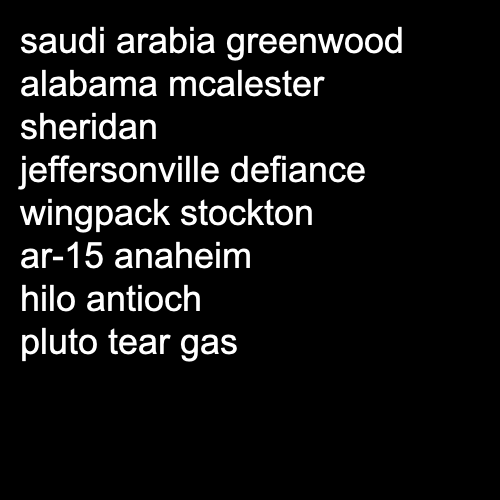 saudi arabia greenwood
alabama mcalester
sheridan
jeffersonville defiance
wingpack stockton
ar-15 anaheim
hilo antioch
pluto tear gas